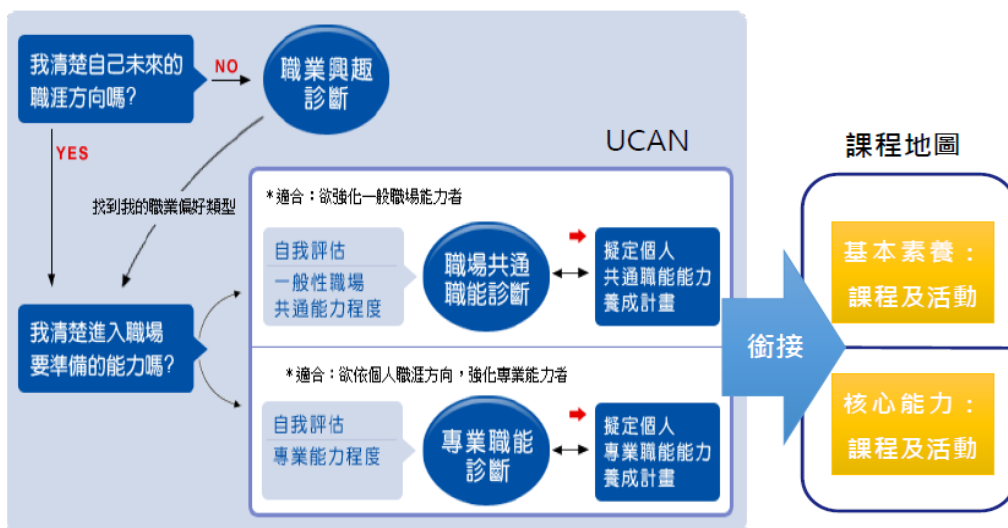 我清楚自己未來的
職涯方向嗎?
NO
職業興趣
診斷
YES
找到我的職業偏好類型
我清楚進入職場
要準備的能力嗎?
UCAN
*適合：欲強化一般職場能力者
自我評估
一般性職場
共通能力程度
職場共通
職能診斷
擬定個人
共通職能能力
養成計畫
*適合：欲依個人職涯方向，強化專業能力者
自我評估
專業能力程度
專業職能
診斷
擬定個人
專業職能能力
養成計畫
銜接
課程地圖
基本素養：
課程及活動
核心能力：
課程及活動